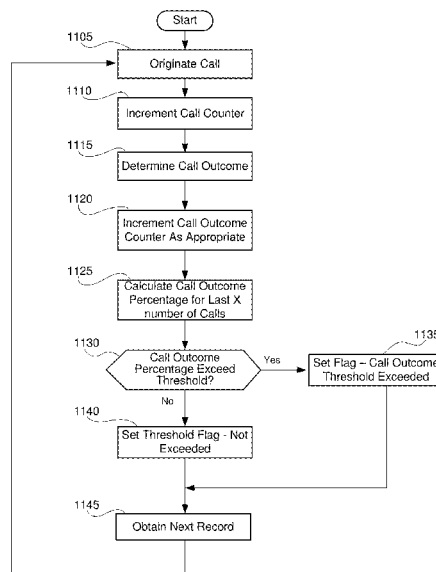 Start
1105
Originate Call
1110
Increment Call Counter
1115
Determine Call Outcome
1120
Increment Call Outcome
Counter As Appropriate
1125
Calculate Call Outcome
Percentage for Last X
number of Calls
1130
Call Outcome
Percentage Exceed
Threshold?
Yes
1135
Set Flag – Call Outcome
Threshold Exceeded
No
1140
Set Threshold Flag - Not
Exceeded
1145
Obtain Next Record